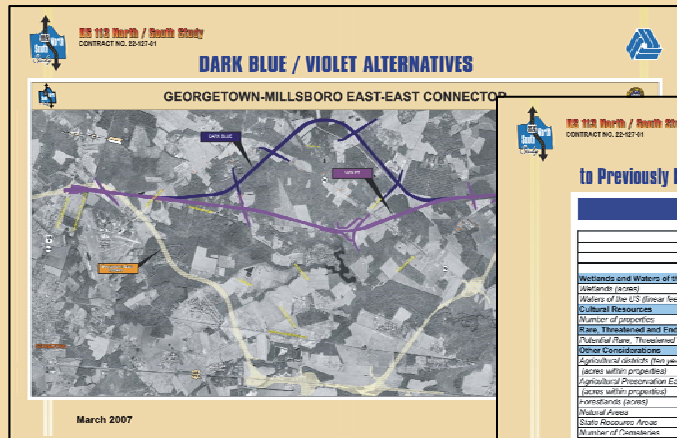 US 113 North / South Study
CONTRACT NO. 22-127-01
DARK BLUE / VIOLET ALTERNATIVES
GEORGETOWN-MILLSBORO EAST-EAST CONNECTOR
DARK BLUE
VIOLET
March 2007
US 113 North / South Stu
CONTRACT NO. 22-127-01
to Previously
Wetlands and Waters of th
Wetlands (acres)
Waters of the US (linear fee
Cultural Resources
Number of properties
Rare, Threatened and End
Potential Rare, Threatened
Other Considerations
Agricultural districts (ten yea
(acres within properties)
Agricultural Preservation Ea
(acres within properties)
Forestlands (acres)
Natural Areas
State Resource Areas
Number of Cemeteries